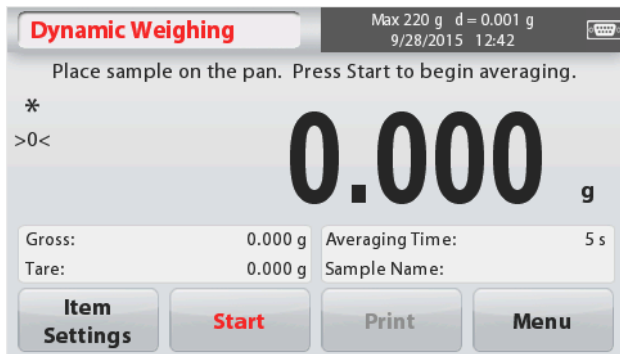 Dynamic Weighing
Max 220 g d = 0.001 g
9/28/2015 12:42
Place sample on the pan. Press Start to begin averaging.
*
>0<
0.000 g
Gross: 0.000 g
Tare: 0.000 g
Averaging Time: 5 s
Sample Name:
Item
Settings
Start
Print
Menu